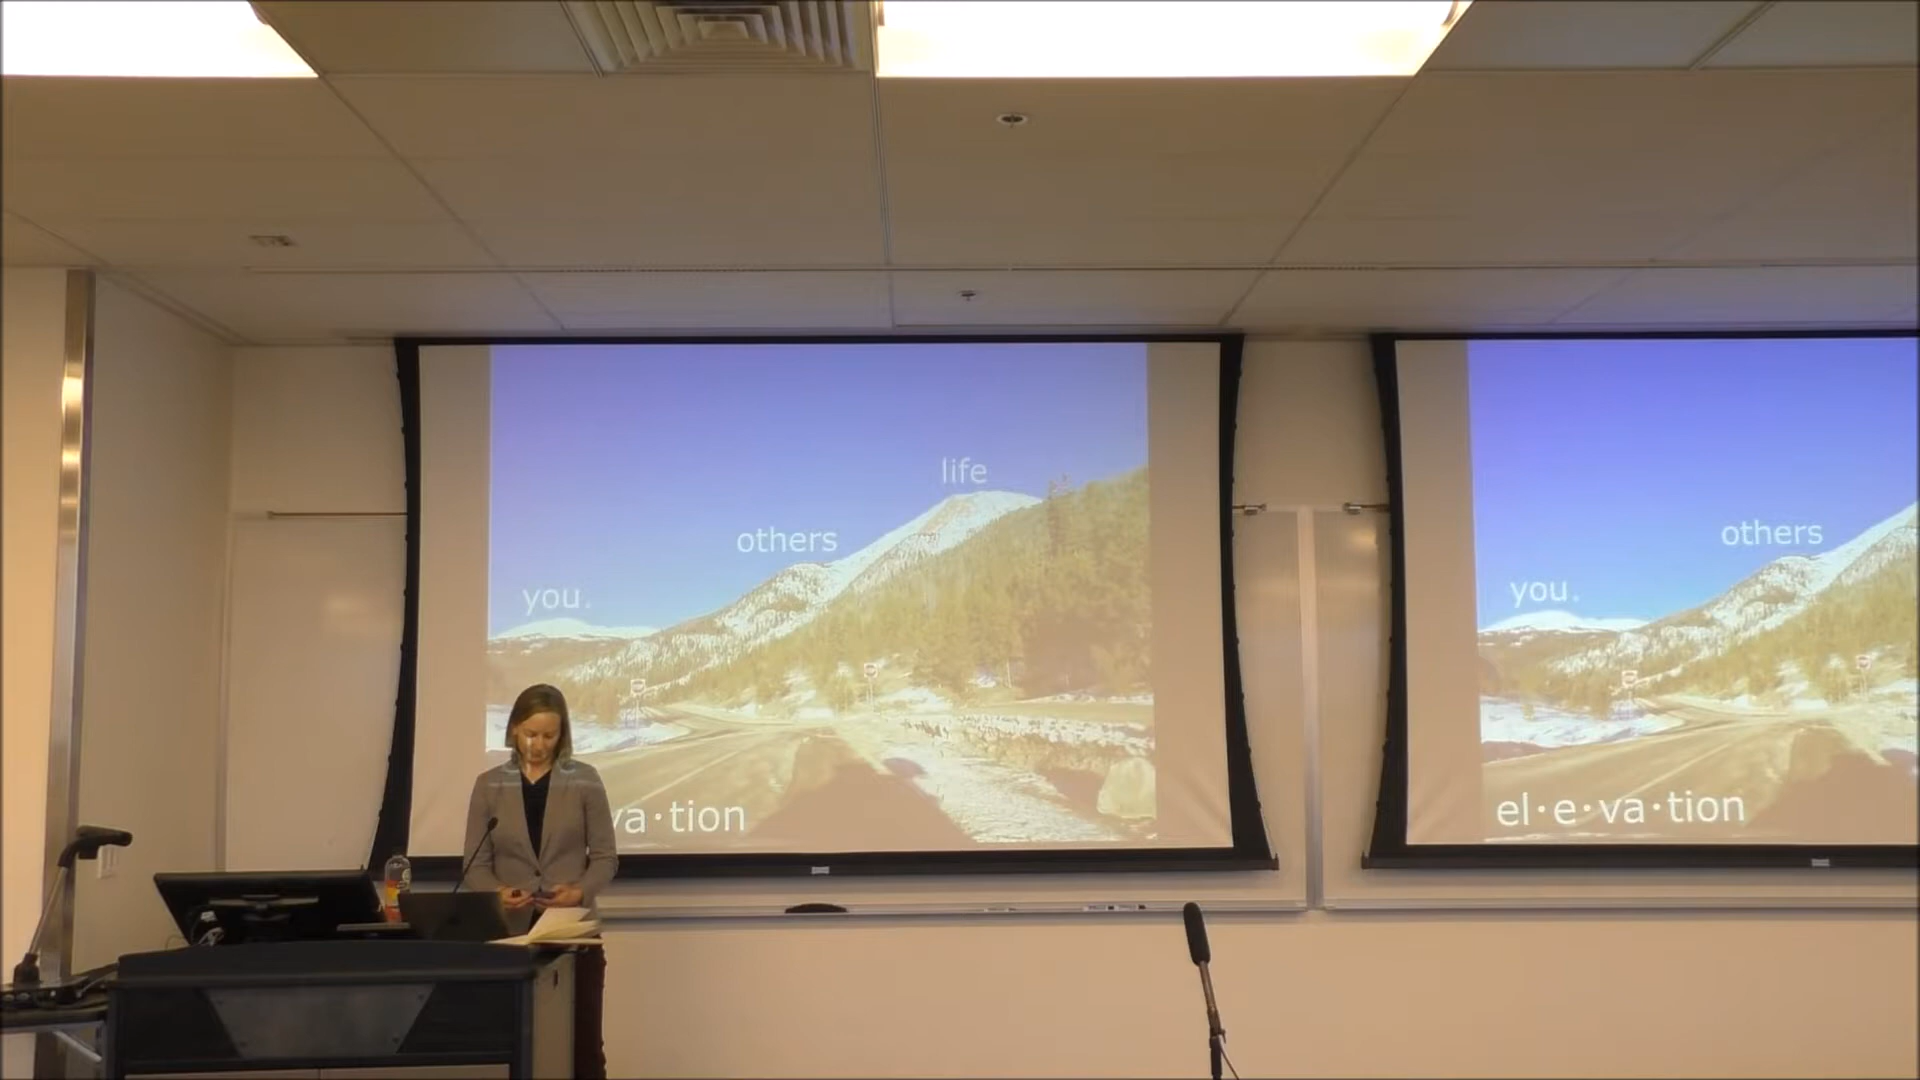 life
others
you.
va·tion
others
you.
el·e·va·tion